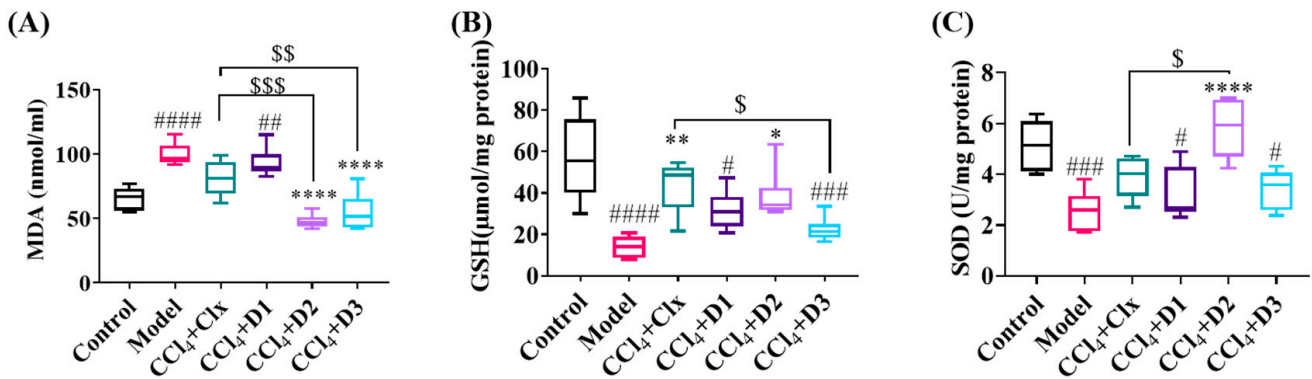 (A)
$$
$$$
####
##
****
****
MDA (nmol/ml)
150
100
50
0
Control
Model
CCl₄+Clx
CCl₄+D1
CCl₄+D2
CCl₄+D3
(B)
$
**
*
#
####
###
GSH(μmol/mg protein)
100
80
60
40
20
0
Control
Model
CCl₄+Clx
CCl₄+D1
CCl₄+D2
CCl₄+D3
(C)
$
****
###
#
#
SOD (U/mg protein)
8
6
4
2
0
Control
Model
CCl₄+Clx
CCl₄+D1
CCl₄+D2
CCl₄+D3